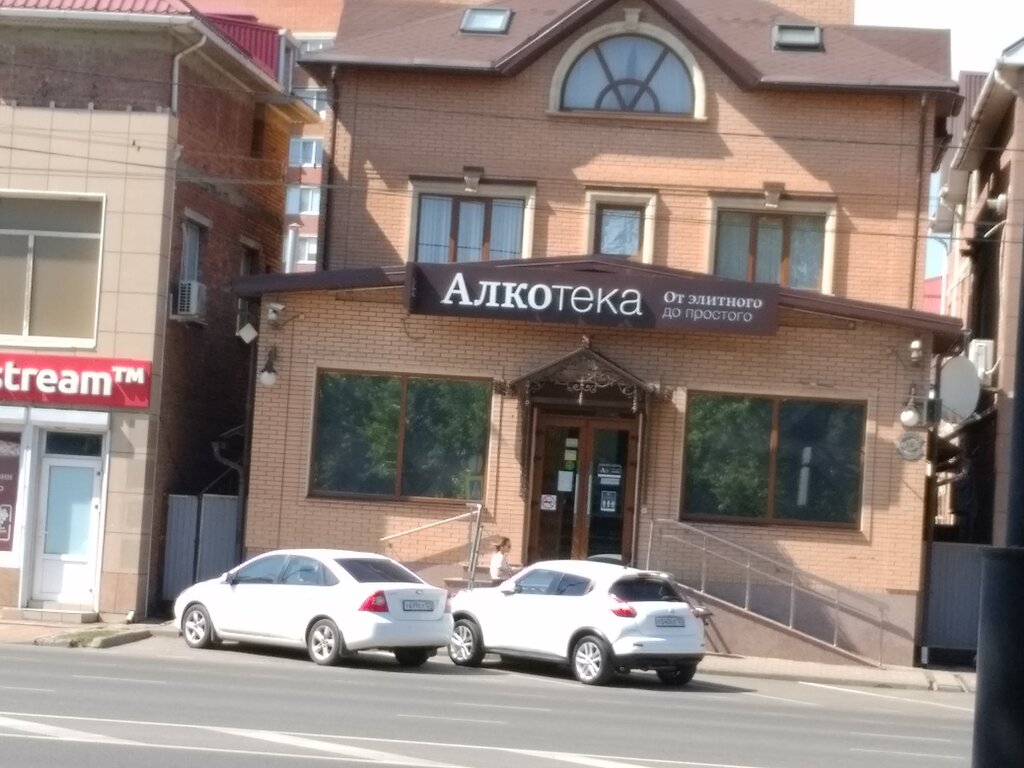 Алкотека
От элитного
до простого
stream™